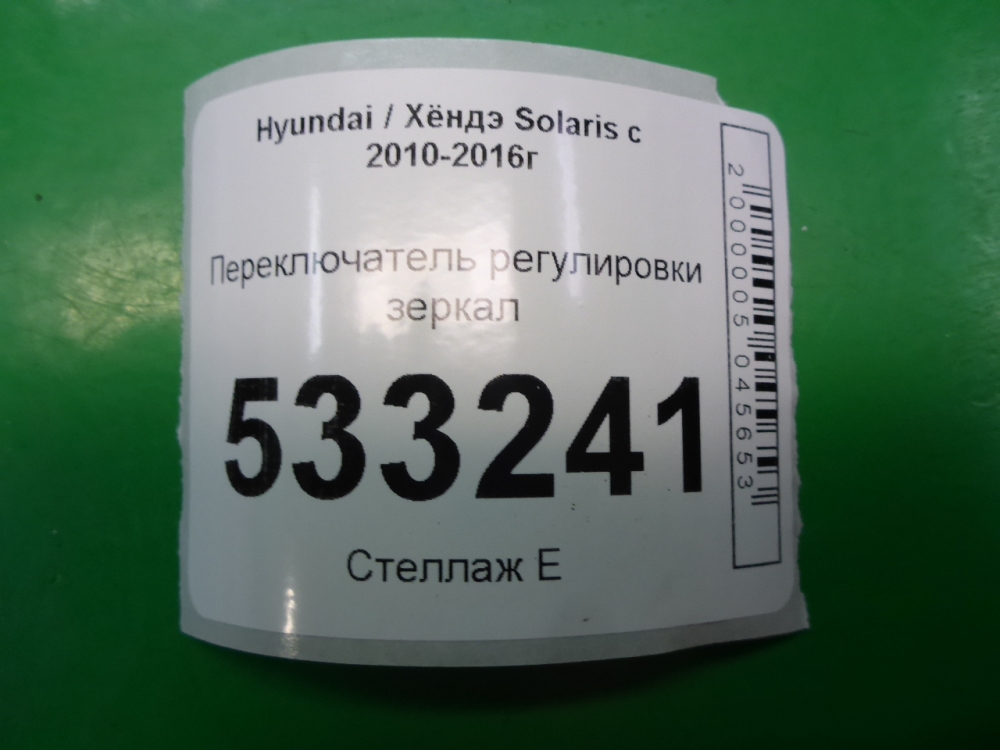 Hyundai / Хёндэ Solaris с
2010-2016г
Переключатель регулировки
зеркал
533241
Стеллаж Е
2000005045653